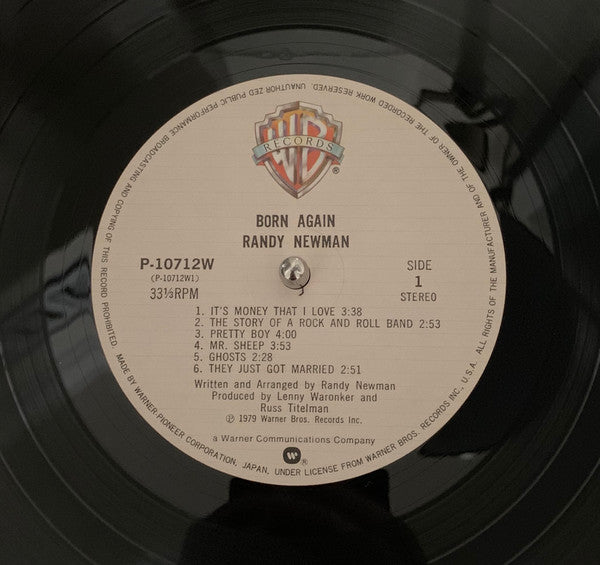 WB
RECORDS
®
BORN AGAIN
RANDY NEWMAN
P-10712W
(P-10712W1)
33⅓RPM
SIDE
1
STEREO
1. IT'S MONEY THAT I LOVE 3:38
2. THE STORY OF A ROCK AND ROLL BAND 2:53
3. PRETTY BOY 4:00
4. MR. SHEEP 3:53
5. GHOSTS 2:28
6. THEY JUST GOT MARRIED 2:51
Written and Arranged by Randy Newman
Produced by Lenny Waronker and
Russ Titelman
℗ 1979 Warner Bros. Records Inc.
a Warner Communications Company
W®
MADE BY WARNER-PIONEER CORPORATION, JAPAN, UNDER LICENSE FROM WARNER BROS. RECORDS INC., U.S.A. ALL RIGHTS OF THE MANUFACTURER AND OF THE OWNER OF THE RECORDED WORK RESERVED. UNAUTHORIZED PUBLIC PERFORMANCE BROADCASTING AND COPYING OF THIS RECORD PROHIBITED.